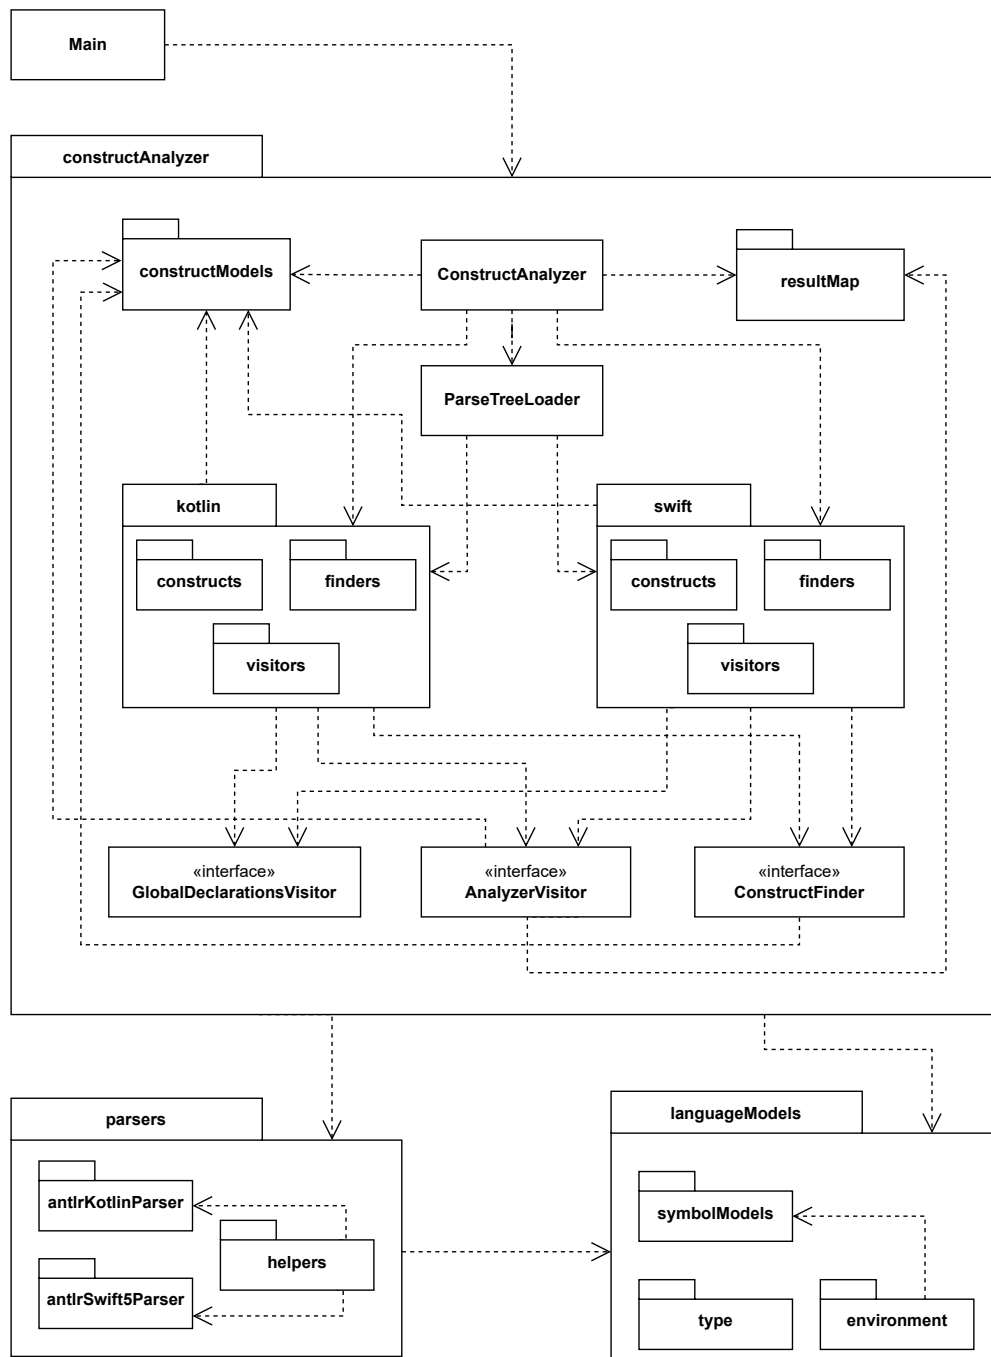 Main
constructAnalyzer
constructModels
ConstructAnalyzer
resultMap
ParseTreeLoader
kotlin
swift
constructs
finders
constructs
finders
visitors
visitors
«interface»
GlobalDeclarationsVisitor
«interface»
AnalyzerVisitor
«interface»
ConstructFinder
parsers
languageModels
antlrKotlinParser
symbolModels
helpers
antlrSwift5Parser
type
environment